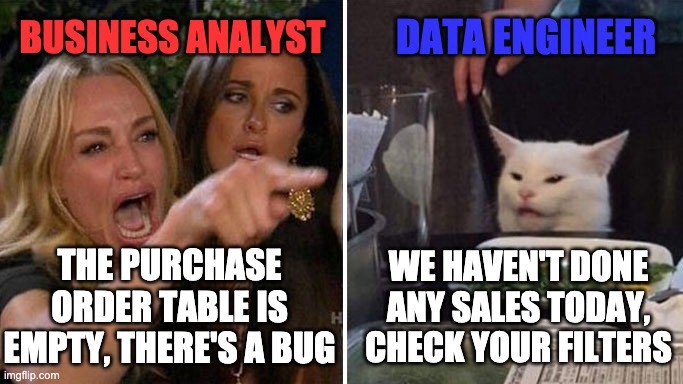 BUSINESS ANALYST
DATA ENGINEER
THE PURCHASE
ORDER TABLE IS
EMPTY, THERE'S A BUG
WE HAVEN'T DONE
ANY SALES TODAY,
CHECK YOUR FILTERS
imgflip.com